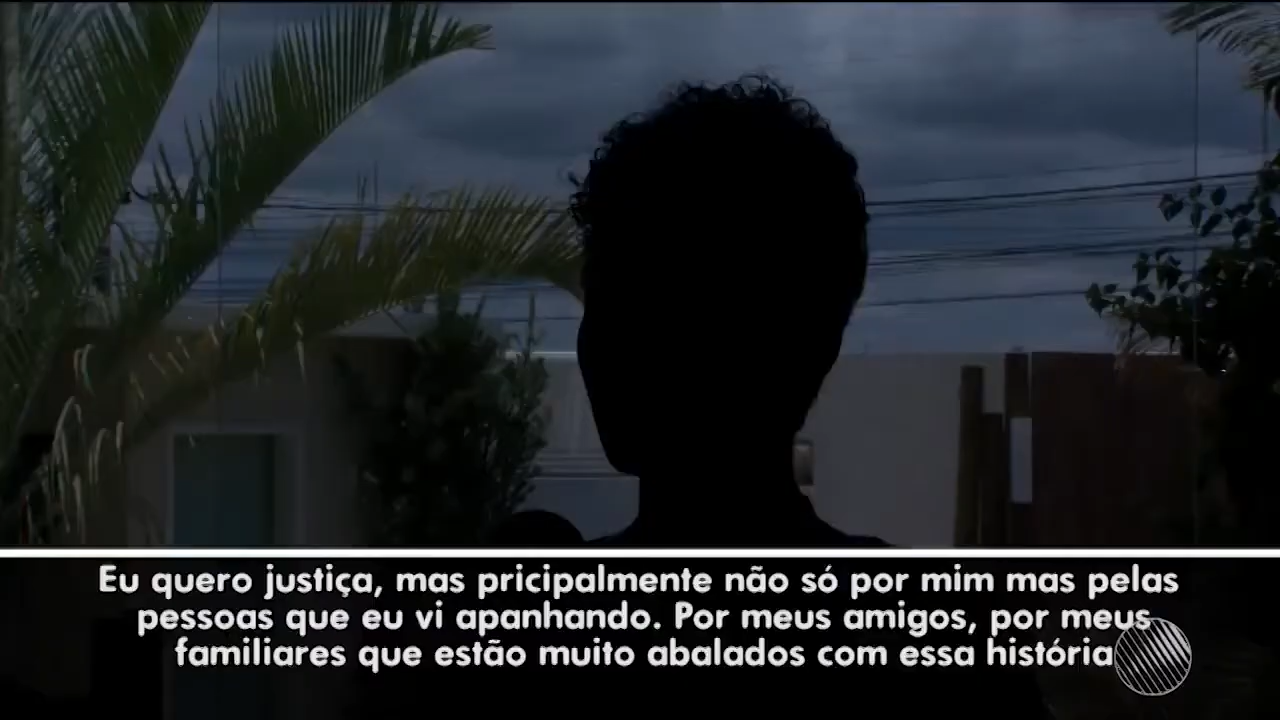 Eu quero justiça, mas pricipalmente não só por mim mas pelas
pessoas que eu vi apanhando. Por meus amigos, por meus
familiares que estão muito abalados com essa história